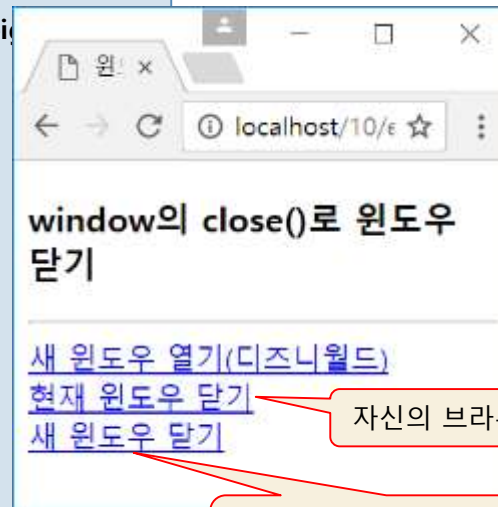 윈
localhost/10/e
window의 close()로 윈도우
닫기
새 윈도우 열기(디즈니월드)
현재 윈도우 닫기
자신의
새 윈도우 닫기